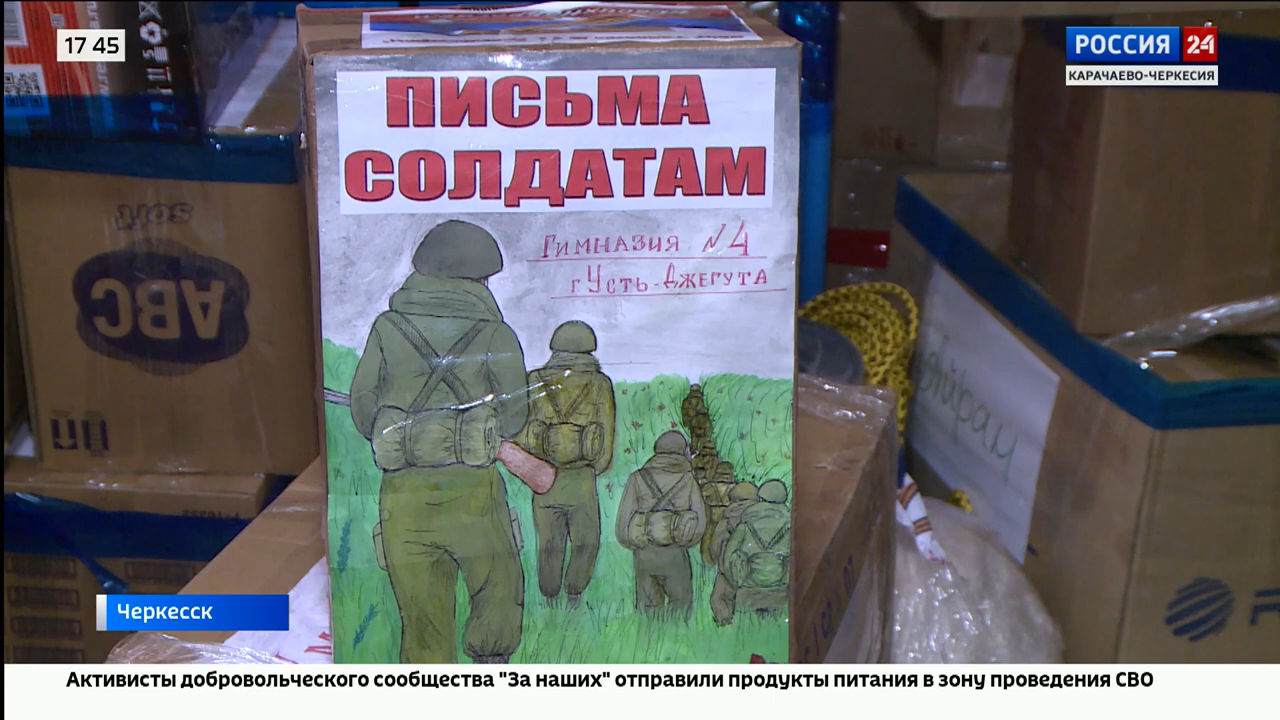 17 45
РОССИЯ 24
КАРАЧАЕВО-ЧЕРКЕСИЯ
ПИСЬМА
СОЛДАТАМ
Гимназия №4
г Усть-Джегута
soft
ABC
Черкесск
Активисты добровольческого сообщества "За наших" отправили продукты питания в зону проведения СВО